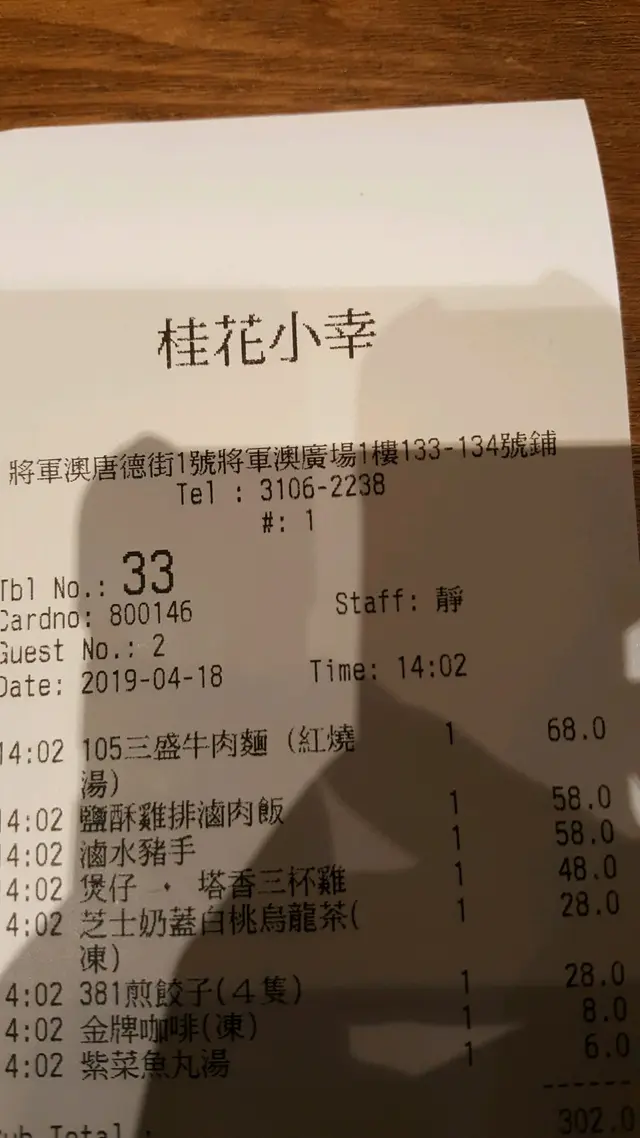 桂花小幸
將軍澳唐德街1號將軍澳廣場1樓133-134號鋪
Tel : 3106-2238
#: 1
Tbl No.: 33
Cardno: 800146 Staff: 靜
Guest No.: 2
Date: 2019-04-18 Time: 14:02
14:02 105三盛牛肉麵 (紅燒 1 68.0
湯)
14:02 鹽酥雞排滷肉飯 1 58.0
14:02 滷水豬手 1 58.0
14:02 煲仔 · 塔香三杯雞 1 48.0
4:02 芝士奶蓋白桃烏龍茶( 1 28.0
凍)
4:02 381煎餃子(４隻) 1 28.0
4:02 金牌咖啡(凍) 1 8.0
4:02 紫菜魚丸湯 1 6.0
------
ub Total : 302.0